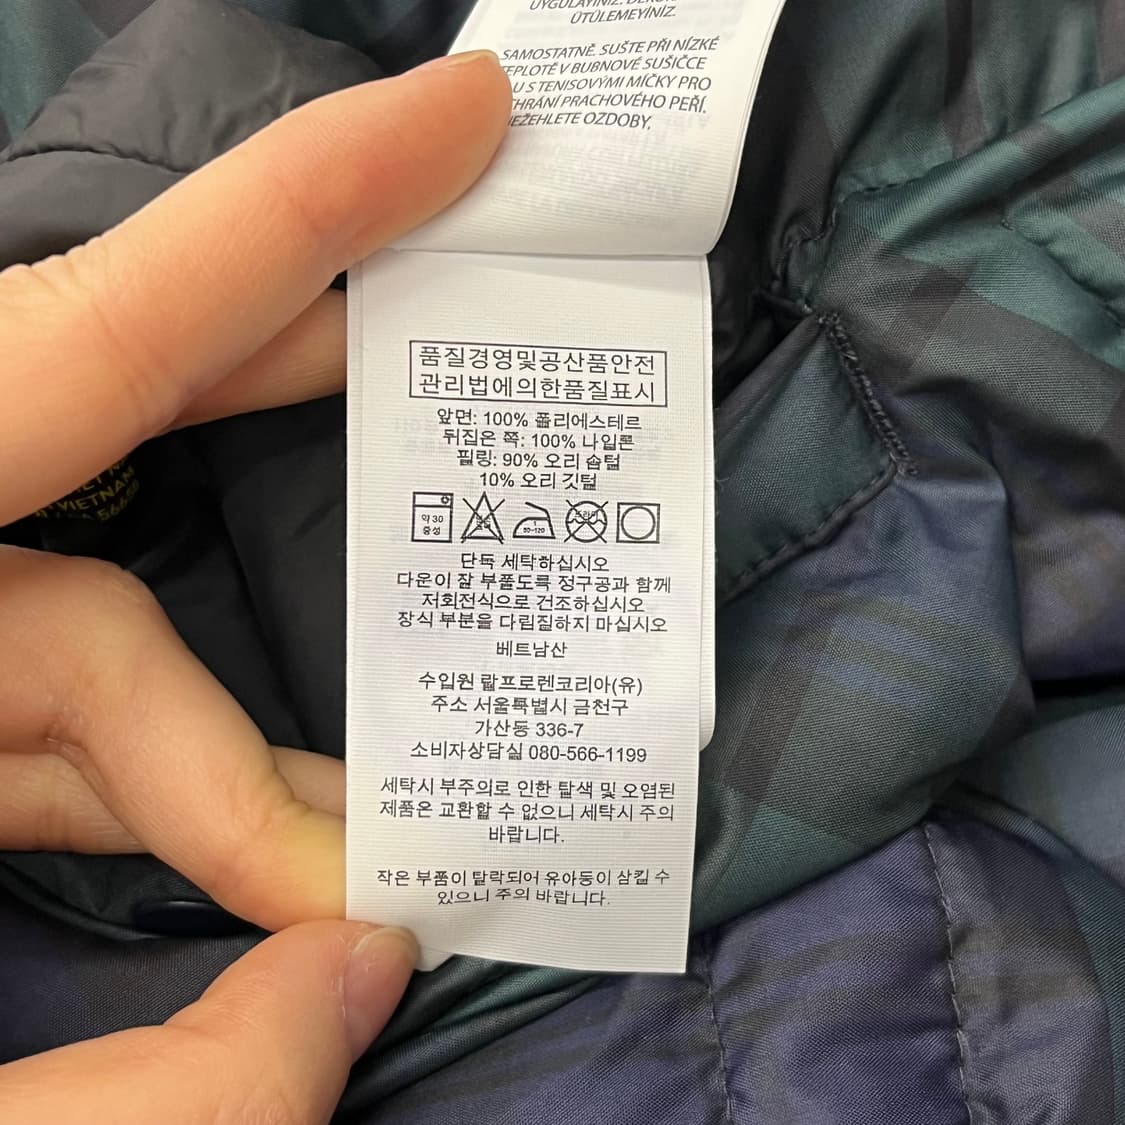 UYGULAYINIZ.
ÜTÜLEMEYİNİZ.
SAMOSTATNĚ. SUŠTE PŘI NÍZKÉ
TEPLOTĚ V BUBNOVÉ SUŠIČCE
U S TENISOVÝMI MÍČKY PRO
CHRÁNÍ PRACHOVÉHO PEŘÍ.
NEŽEHLETE OZDOBY,
품질경영및공산품안전
관리법에의한품질표시
앞면: 100% 폴리에스테르
뒤집은 쪽: 100% 나일론
필링: 90% 오리 솜털
10% 오리 깃털
약 30
중성
80~120
드라이
단독 세탁하십시오
다운이 잘 부풀도록 정구공과 함께
저회전식으로 건조하십시오
장식 부분을 다림질하지 마십시오
베트남산
수입원 랄프로렌코리아(유)
주소 서울특별시 금천구
가산동 336-7
소비자상담실 080-566-1199
세탁시 부주의로 인한 탈색 및 오염된
제품은 교환할 수 없으니 세탁시 주의
바랍니다.
작은 부품이 탈락되어 유아동이 삼킬 수
있으니 주의 바랍니다.
VIETNAM